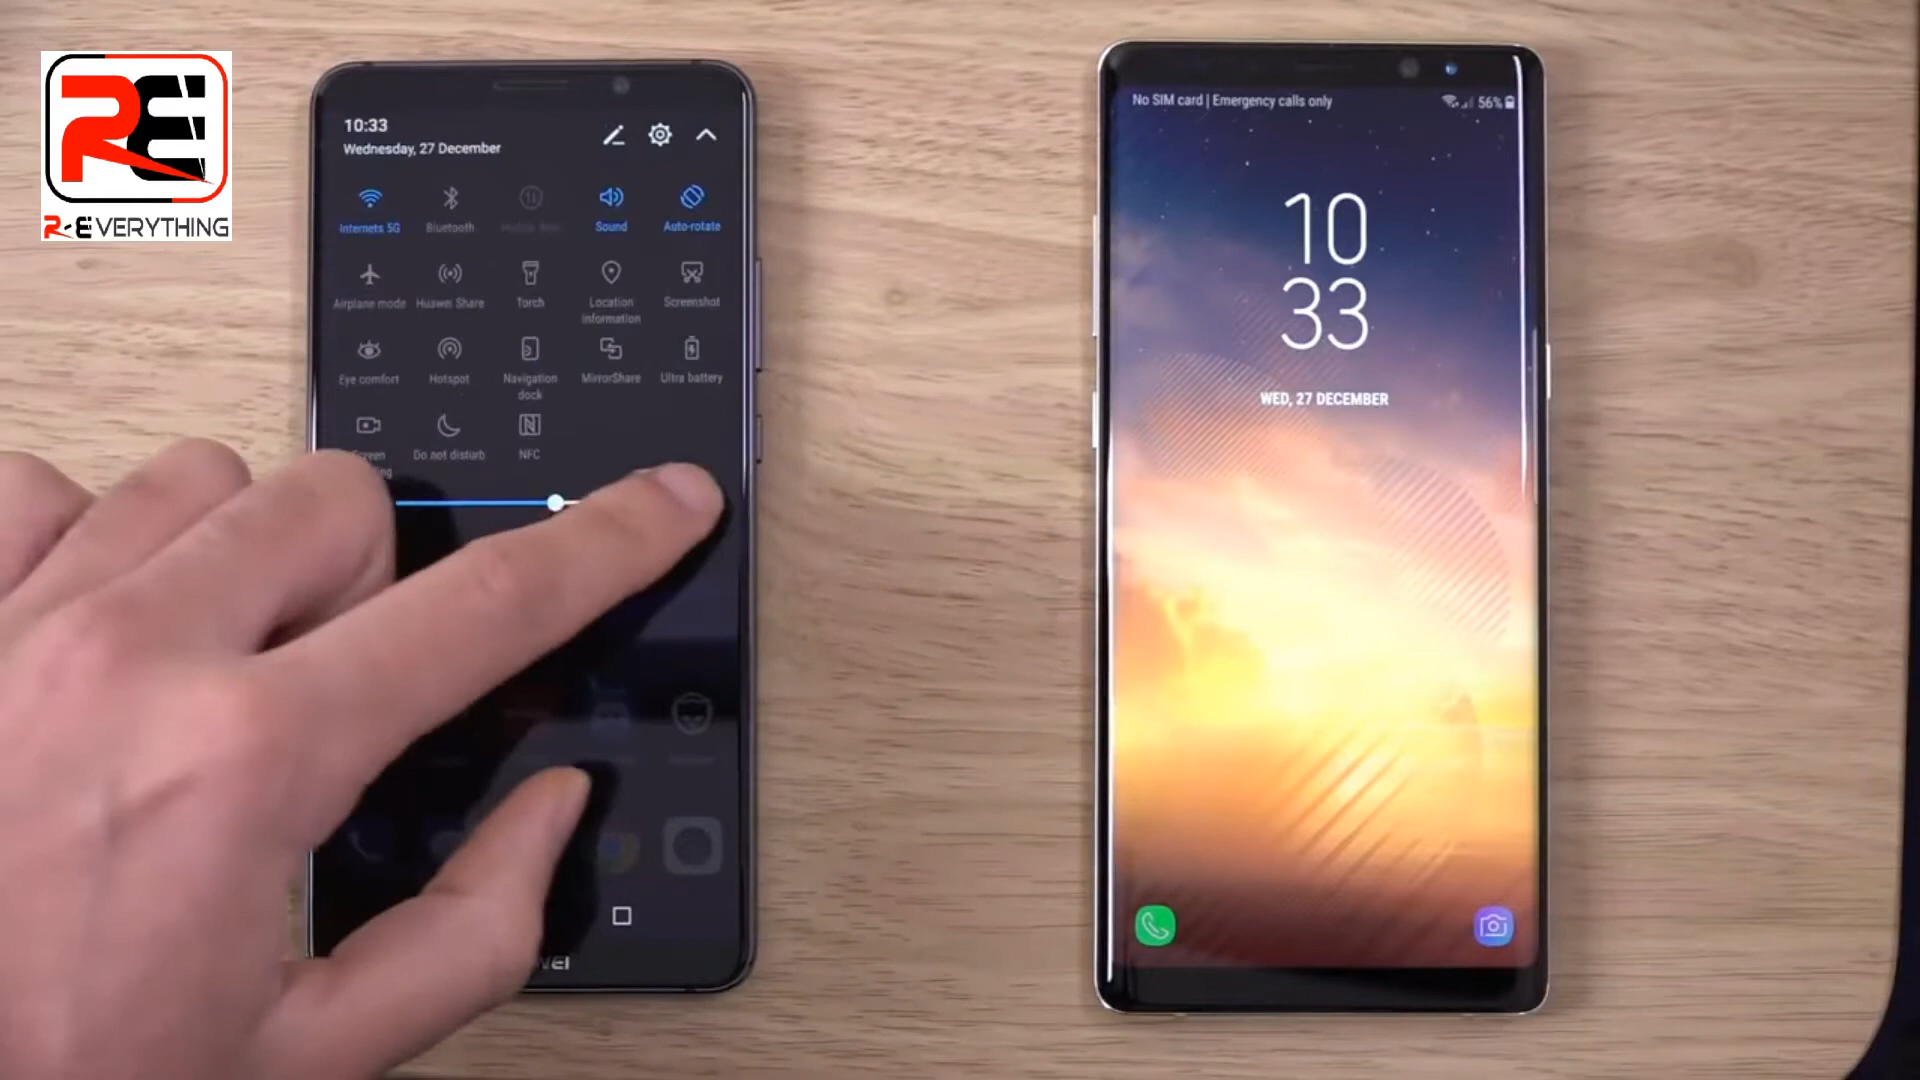 RE
R-EVERYTHING
10:33
Wednesday, 27 December
Internets 5G
Bluetooth
Sound
Auto-rotate
Airplane mode
Huawei Share
Torch
Location
information
Screenshot
Eye comfort
Hotspot
Navigation
dock
MirrorShare
Ultra battery
Do not disturb
NFC
No SIM card | Emergency calls only
56%
10
33
WED, 27 DECEMBER